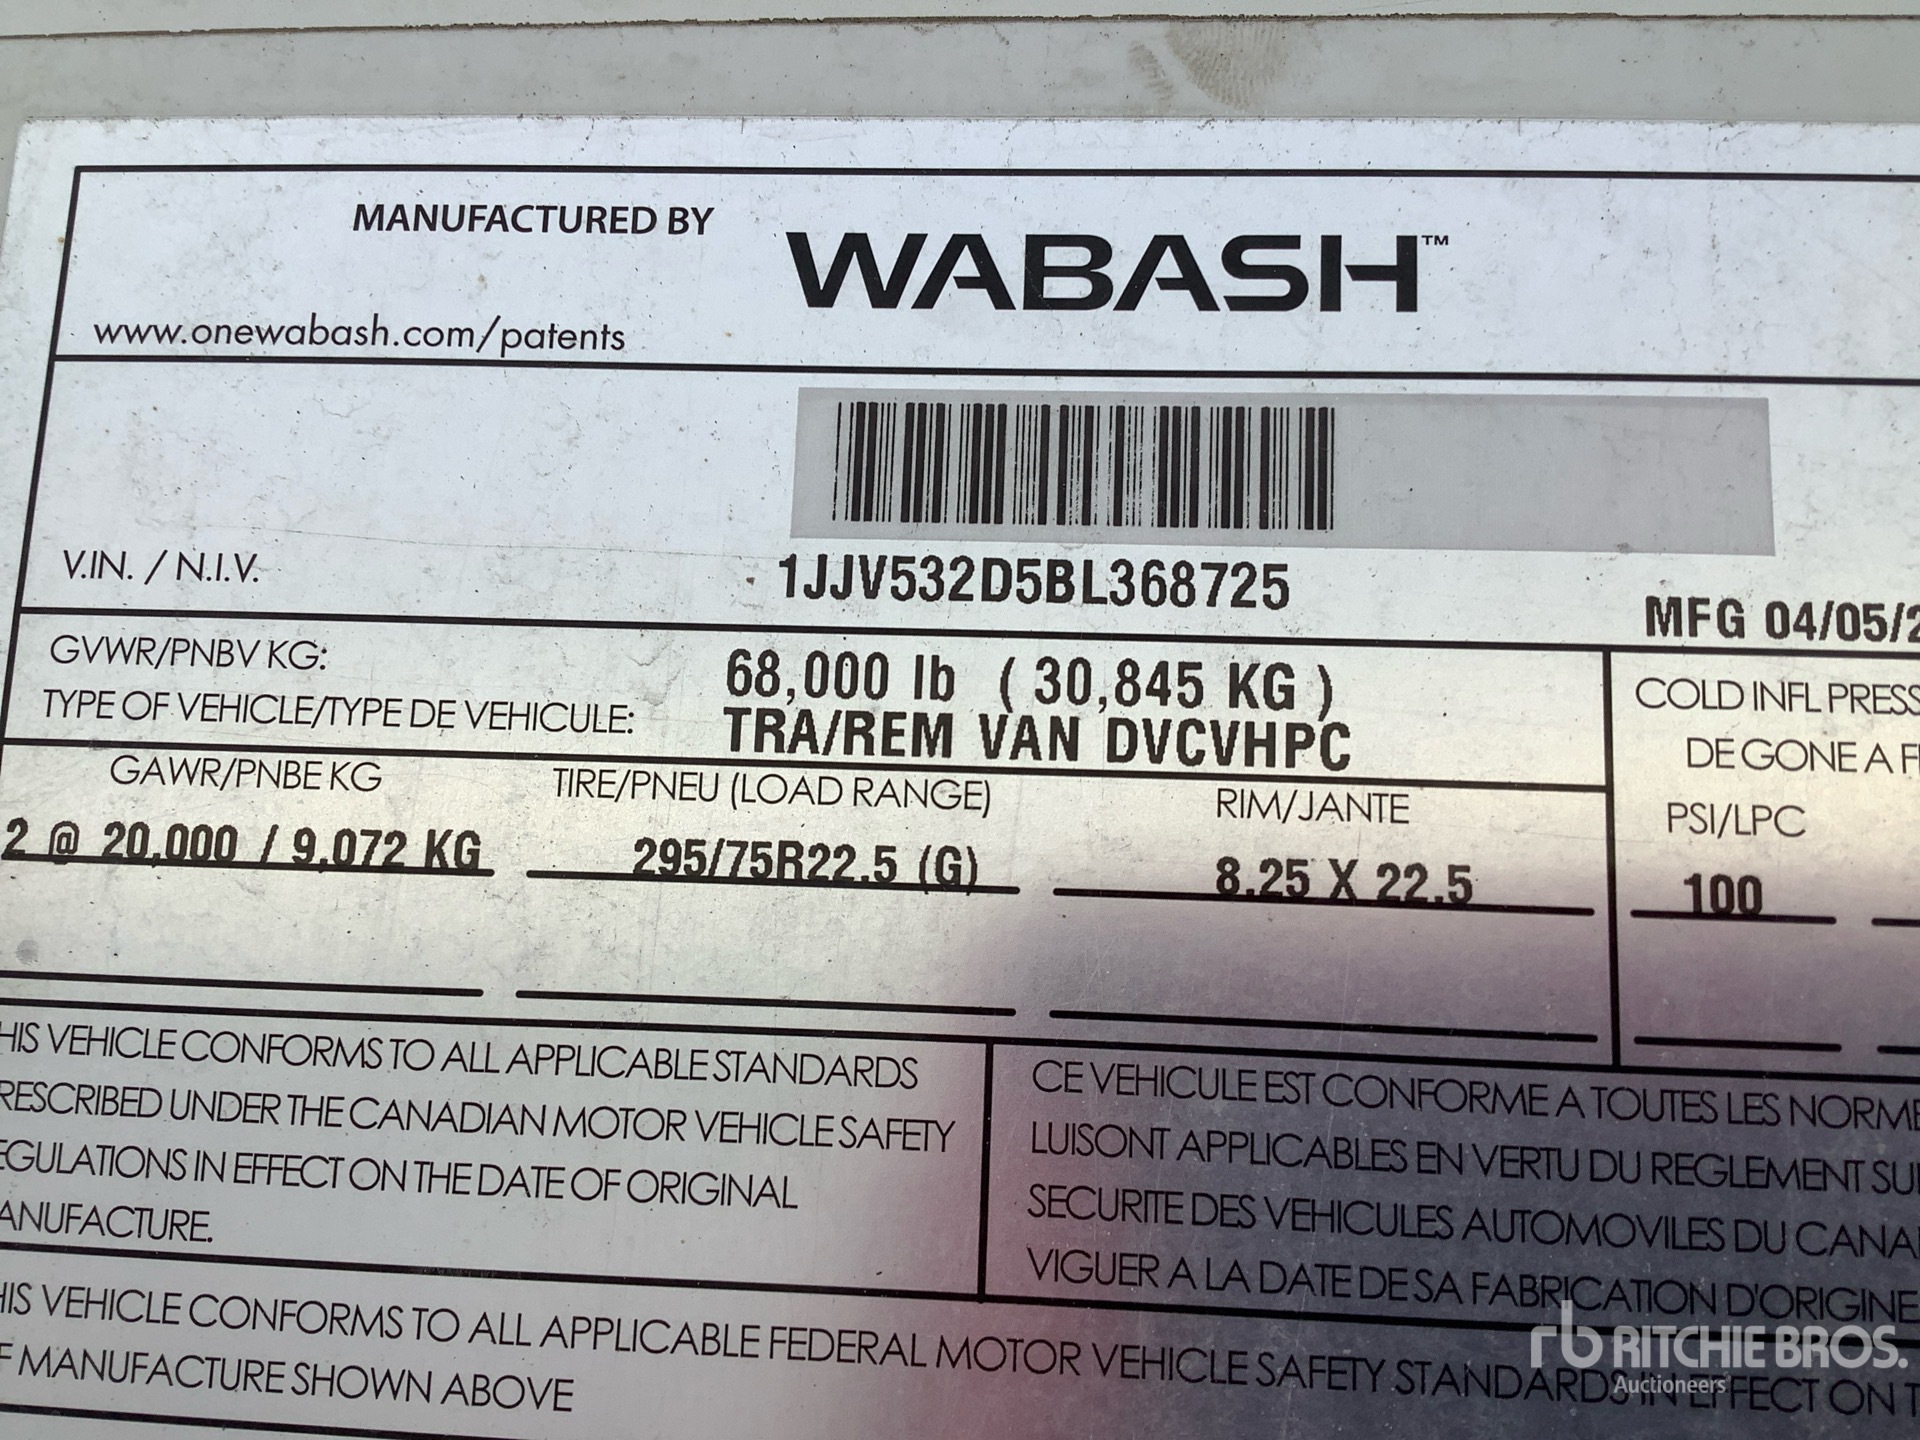 MANUFACTURED BY
WABASH™
www.onewabash.com/patents
V.IN. / N.I.V.
1JJV532D5BL368725
MFG 04/05/2
GVWR/PNBV KG:
68,000 lb ( 30,845 KG )
TYPE OF VEHICLE/TYPE DE VEHICULE:
TRA/REM VAN DVCVHPC
COLD INFL PRESS
DE GONE A F
GAWR/PNBE KG
TIRE/PNEU (LOAD RANGE)
RIM/JANTE
PSI/LPC
2 @ 20,000 / 9,072 KG
295/75R22.5 (G)
8.25 X 22.5
100
HIS VEHICLE CONFORMS TO ALL APPLICABLE STANDARDS
RESCRIBED UNDER THE CANADIAN MOTOR VEHICLE SAFETY
EGULATIONS IN EFFECT ON THE DATE OF ORIGINAL
ANUFACTURE.
CE VEHICULE EST CONFORME A TOUTES LES NORME
LUISONT APPLICABLES EN VERTU DU REGLEMENT SU
SECURITE DES VEHICULES AUTOMOVILES DU CANA
VIGUER A LA DATE DE SA FABRICATION D'ORIGINE
HIS VEHICLE CONFORMS TO ALL APPLICABLE FEDERAL MOTOR VEHICLE SAFETY STANDARDS IN EFFECT ON T
F MANUFACTURE SHOWN ABOVE
rb RITCHIE BROS.
Auctioneers